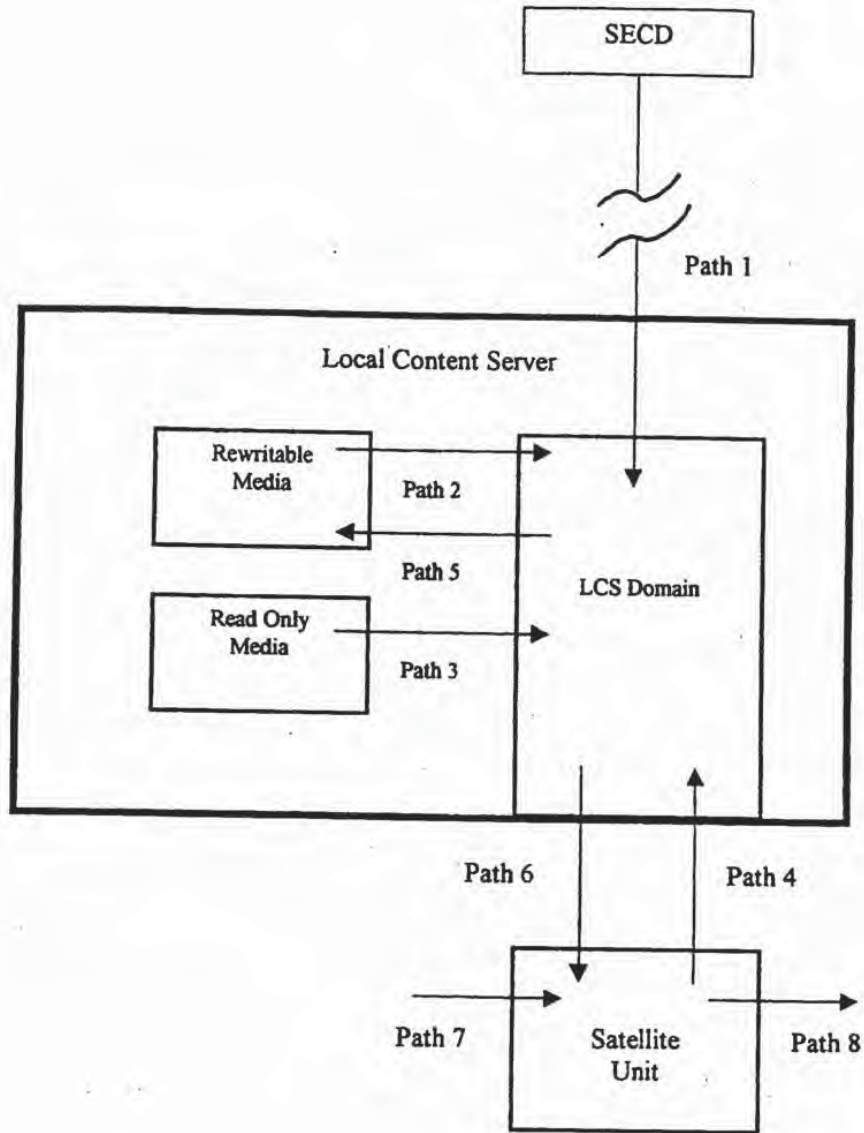 SECD
Path 1
Local Content Server
Rewritable
Media
Path 2
Path 5
LCS Domain
Read Only
Media
Path 3
Path 6
Path 4
Path 7
Satellite
Unit
Path 8